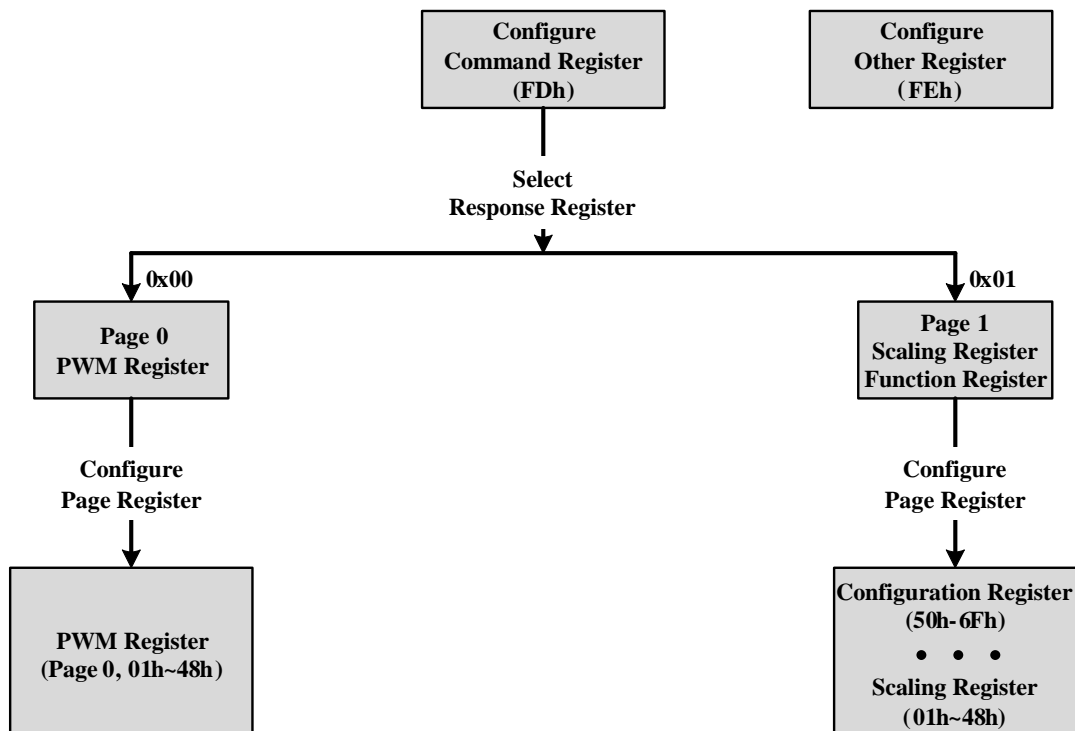 Configure
Command Register
(FDh)
Configure
Other Register
(FEh)
Select
Response Register
0x00
0x01
Page 0
PWM Register
Page 1
Scaling Register
Function Register
Configure
Page Register
Configure
Page Register
PWM Register
(Page 0, 01h~48h)
Configuration Register
(50h-6Fh)
• • •
Scaling Register
(01h~48h)